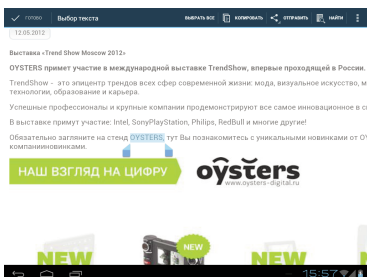 ГОТОВО Выбор текста ВЫБРАТЬ ВСЕ КОПИРОВАТЬ ОТПРАВИТЬ НАЙТИ
12.05.2012
Выставка «Trend Show Moscow 2012»
OYSTERS примет участие в международной выставке TrendShow, впервые проходящей в России.
TrendShow - это эпицентр трендов всех сфер современной жизни: мода, визуальное искусство, м
технологии, образование и карьера.
Успешные профессионалы и крупные компании продемонстрируют все самое инновационное в с
В выставке примут участие: Intel, SonyPlayStation, Philips, RedBull и многие другие!
Обязательно загляните на стенд OYSTERS, тут Вы познакомитесь с уникальными новинками от OY
компанииновинками.
НАШ ВЗГЛЯД НА ЦИФРУ
oysters
www.oysters-digital.ru
NEW
NEW
NEW
15:57